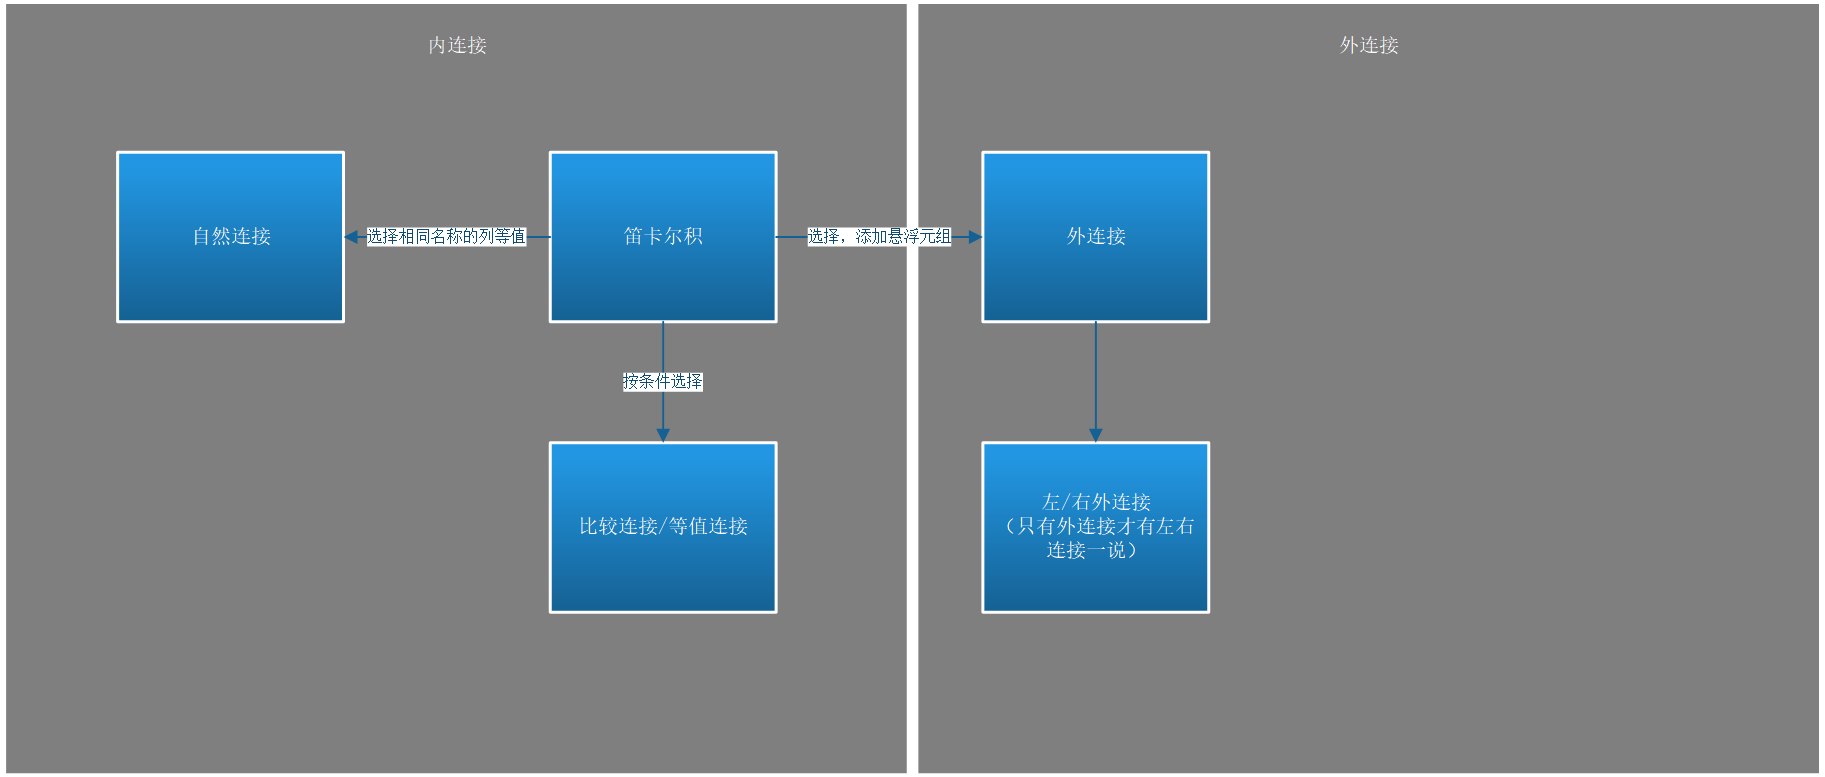 内连接
外连接
自然连接
选择相同名称的列等值
笛卡尔积
选择，添加悬浮元组
外连接
按条件选择
比较连接/等值连接
左/右外连接
（只有外连接才有左右
连接一说）